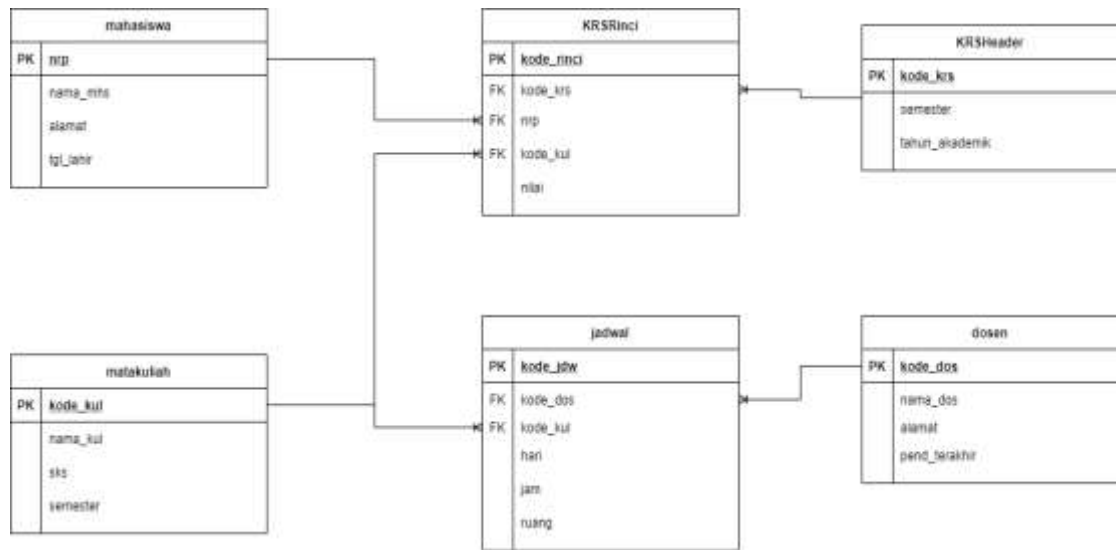 mahasiswa
PK nrp
nama_mhs
alamat
tgl_lahir
KRSRinci
PK kode_rinci
FK kode_krs
FK nrp
FK kode_kul
nilai
KRSHeader
PK kode_krs
semester
tahun_akademik
matakuliah
PK kode_kul
nama_kul
sks
semester
jadwal
PK kode_jdw
FK kode_dos
FK kode_kul
hari
jam
ruang
dosen
PK kode_dos
nama_dos
alamat
pend_terakhir